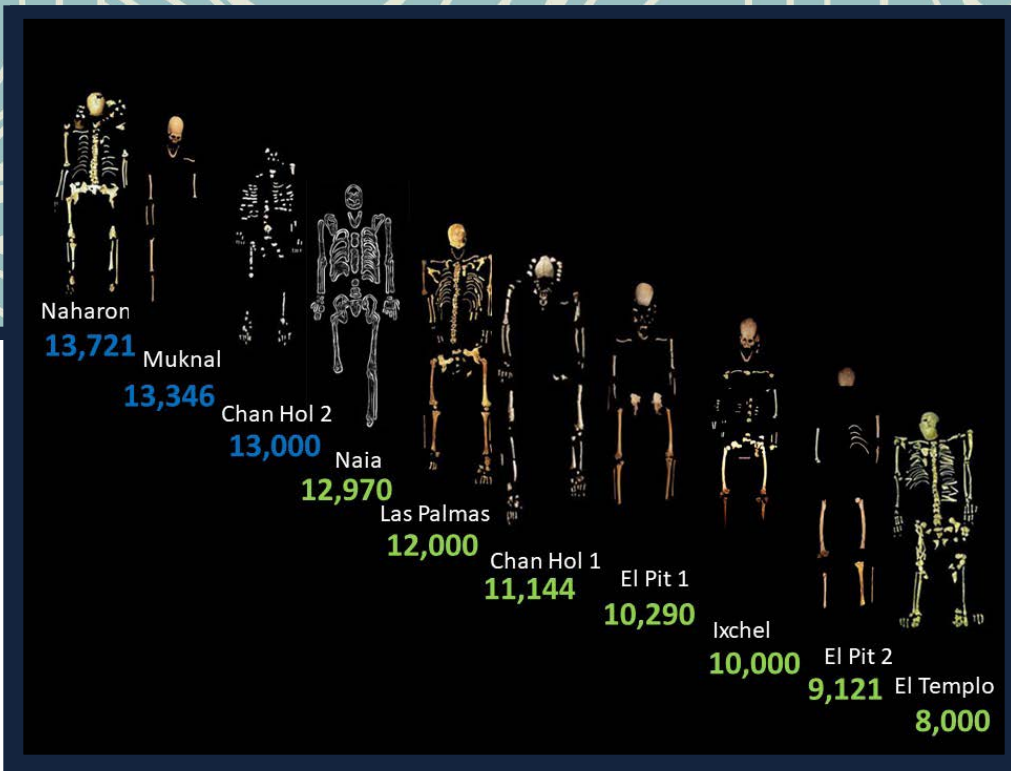 Naharon
13,721
Muknal
13,346
Chan Hol 2
13,000
Naia
12,970
Las Palmas
12,000
Chan Hol 1
11,144
El Pit 1
10,290
Ixchel
10,000
El Pit 2
9,121
El Templo
8,000